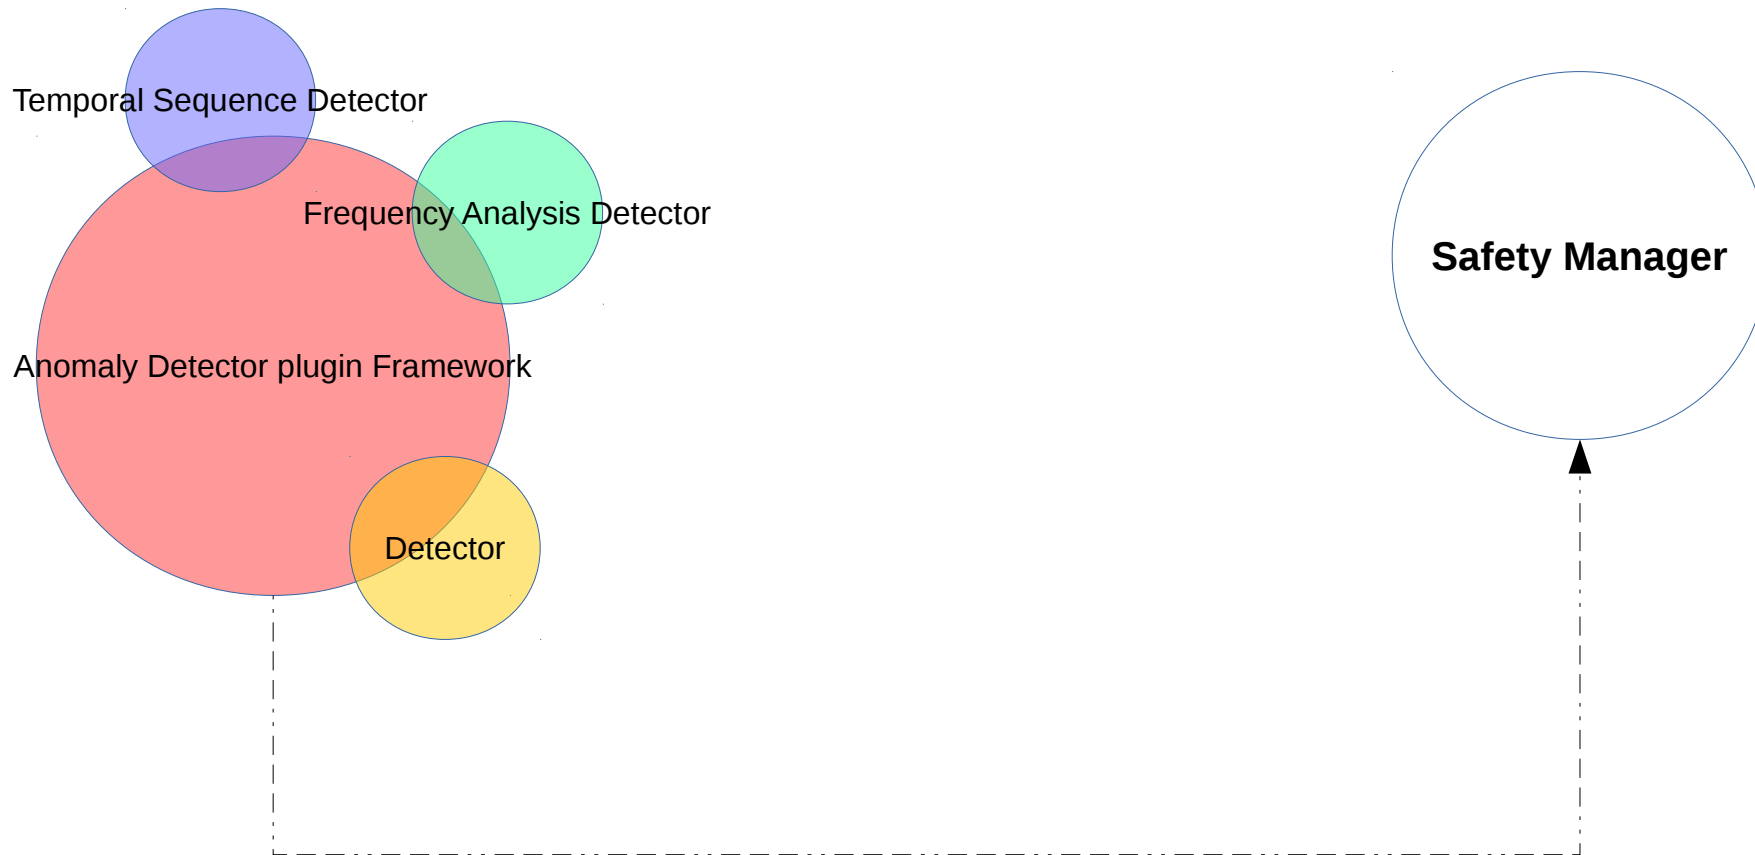 Temporal Sequence Detector
Frequency Analysis Detector
Safety Manager
Anomaly Detector plugin Framework
Detector